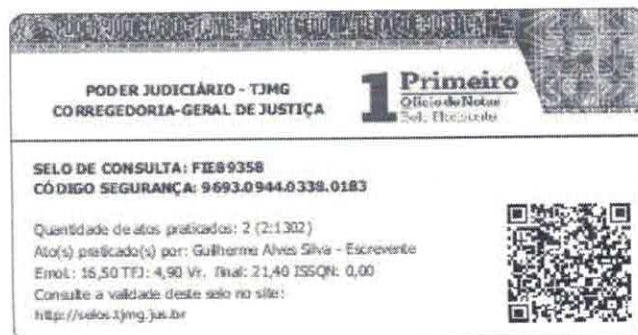 PODER JUDICIÁRIO - TJMG
CORREGEDORIA-GERAL DE JUSTIÇA
1 Primeiro
Ofício de Notas
Belo Horizonte
SELO DE CONSULTA: FIE89358
CÓDIGO SEGURANÇA: 9693.0944.0338.0183
Quantidade de atos praticados: 2 (2:1302)
Ato(s) praticado(s) por: Guilherme Alves Silva - Escrevente
Emol.: 16,50 TFJ: 4,90 Vr. Final: 21,40 ISSQN: 0,00
Consulte a validade deste selo no site:
http://selos.tjmg.jus.br